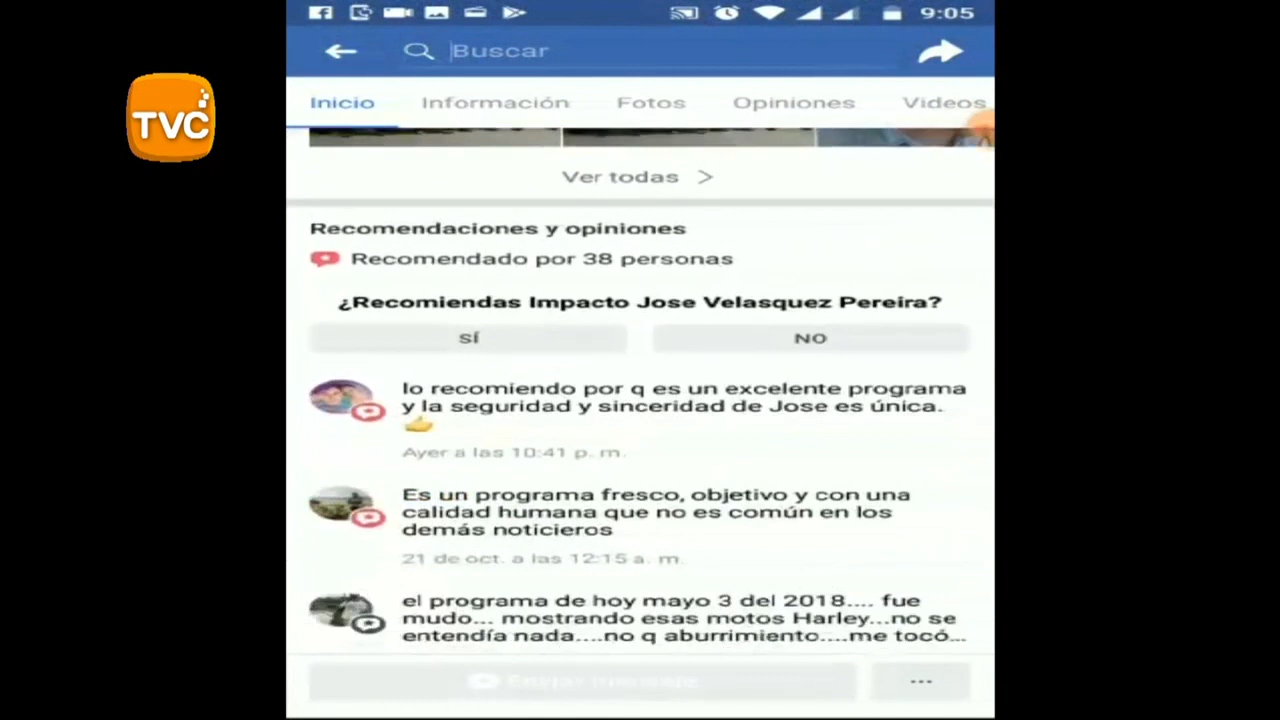 9:05
Buscar
TVC
Inicio Información Fotos Opiniones Videos
Ver todas >
Recomendaciones y opiniones
Recomendado por 38 personas
¿Recomiendas Impacto Jose Velasquez Pereira?
SÍ NO
lo recomiendo por q es un excelente programa
y la seguridad y sinceridad de Jose es única.
👍
Ayer a las 10:41 p. m.
Es un programa fresco, objetivo y con una
calidad humana que no es común en los
demás noticieros
21 de oct. a las 12:15 a. m.
el programa de hoy mayo 3 del 2018.... fue
mudo... mostrando esas motos Harley...no se
entendía nada....no q aburrimiento....me tocó...
Enviar mensaje ...